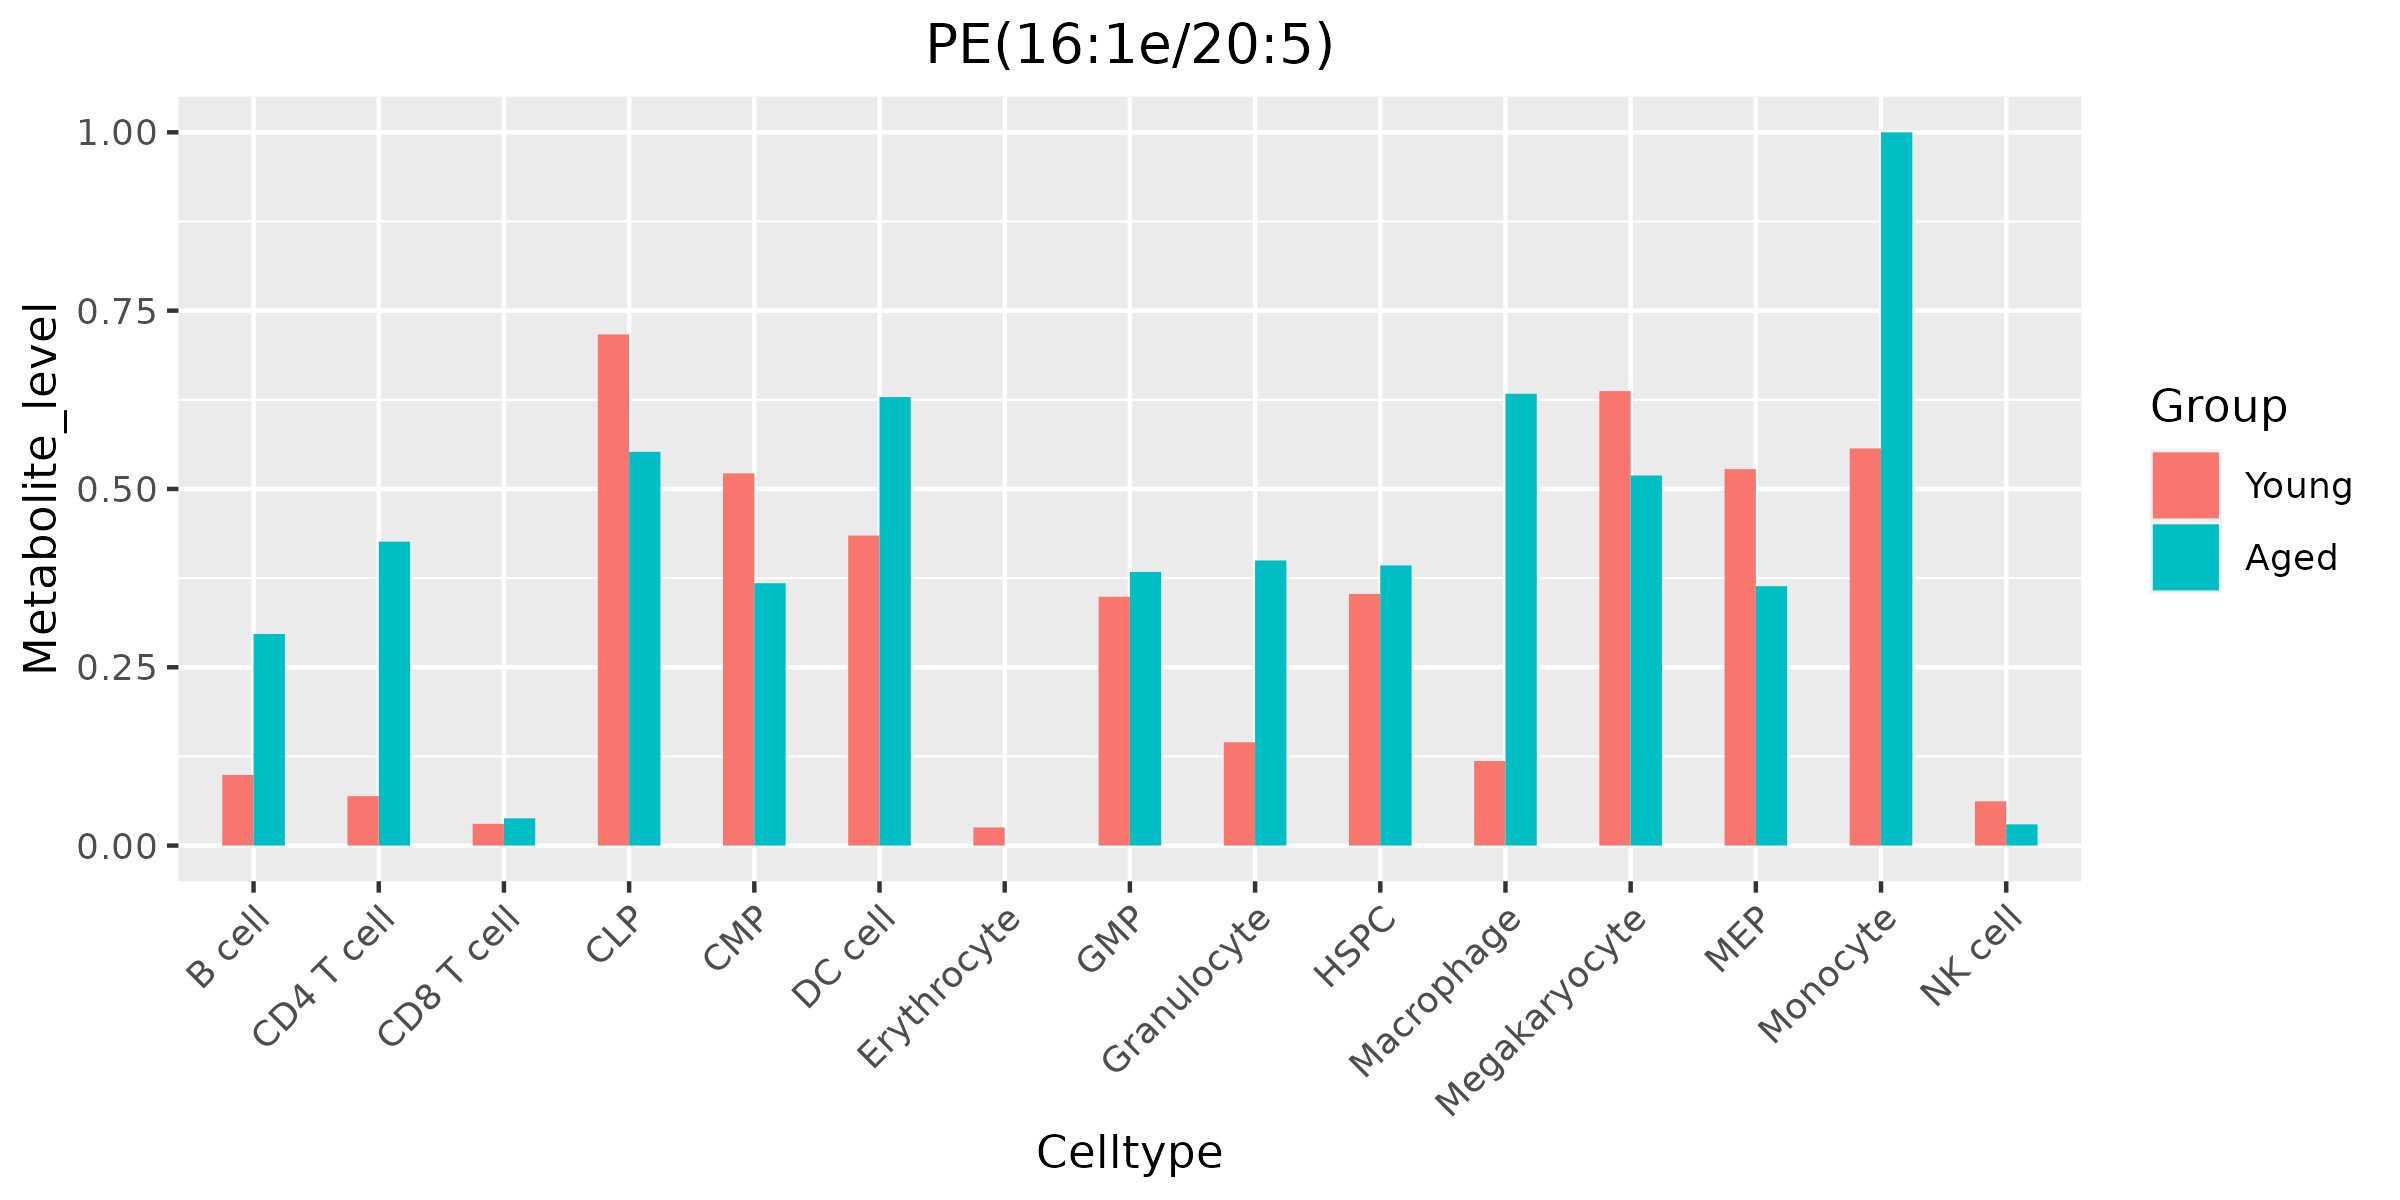 PE(16:1e/20:5)
Metabolite_level
1.00
0.75
0.50
0.25
0.00
B cell
CD4 T cell
CD8 T cell
CLP
CMP
DC cell
Erythrocyte
GMP
Granulocyte
HSPC
Macrophage
Megakaryocyte
MEP
Monocyte
NK cell
Celltype
Group
Young
Aged